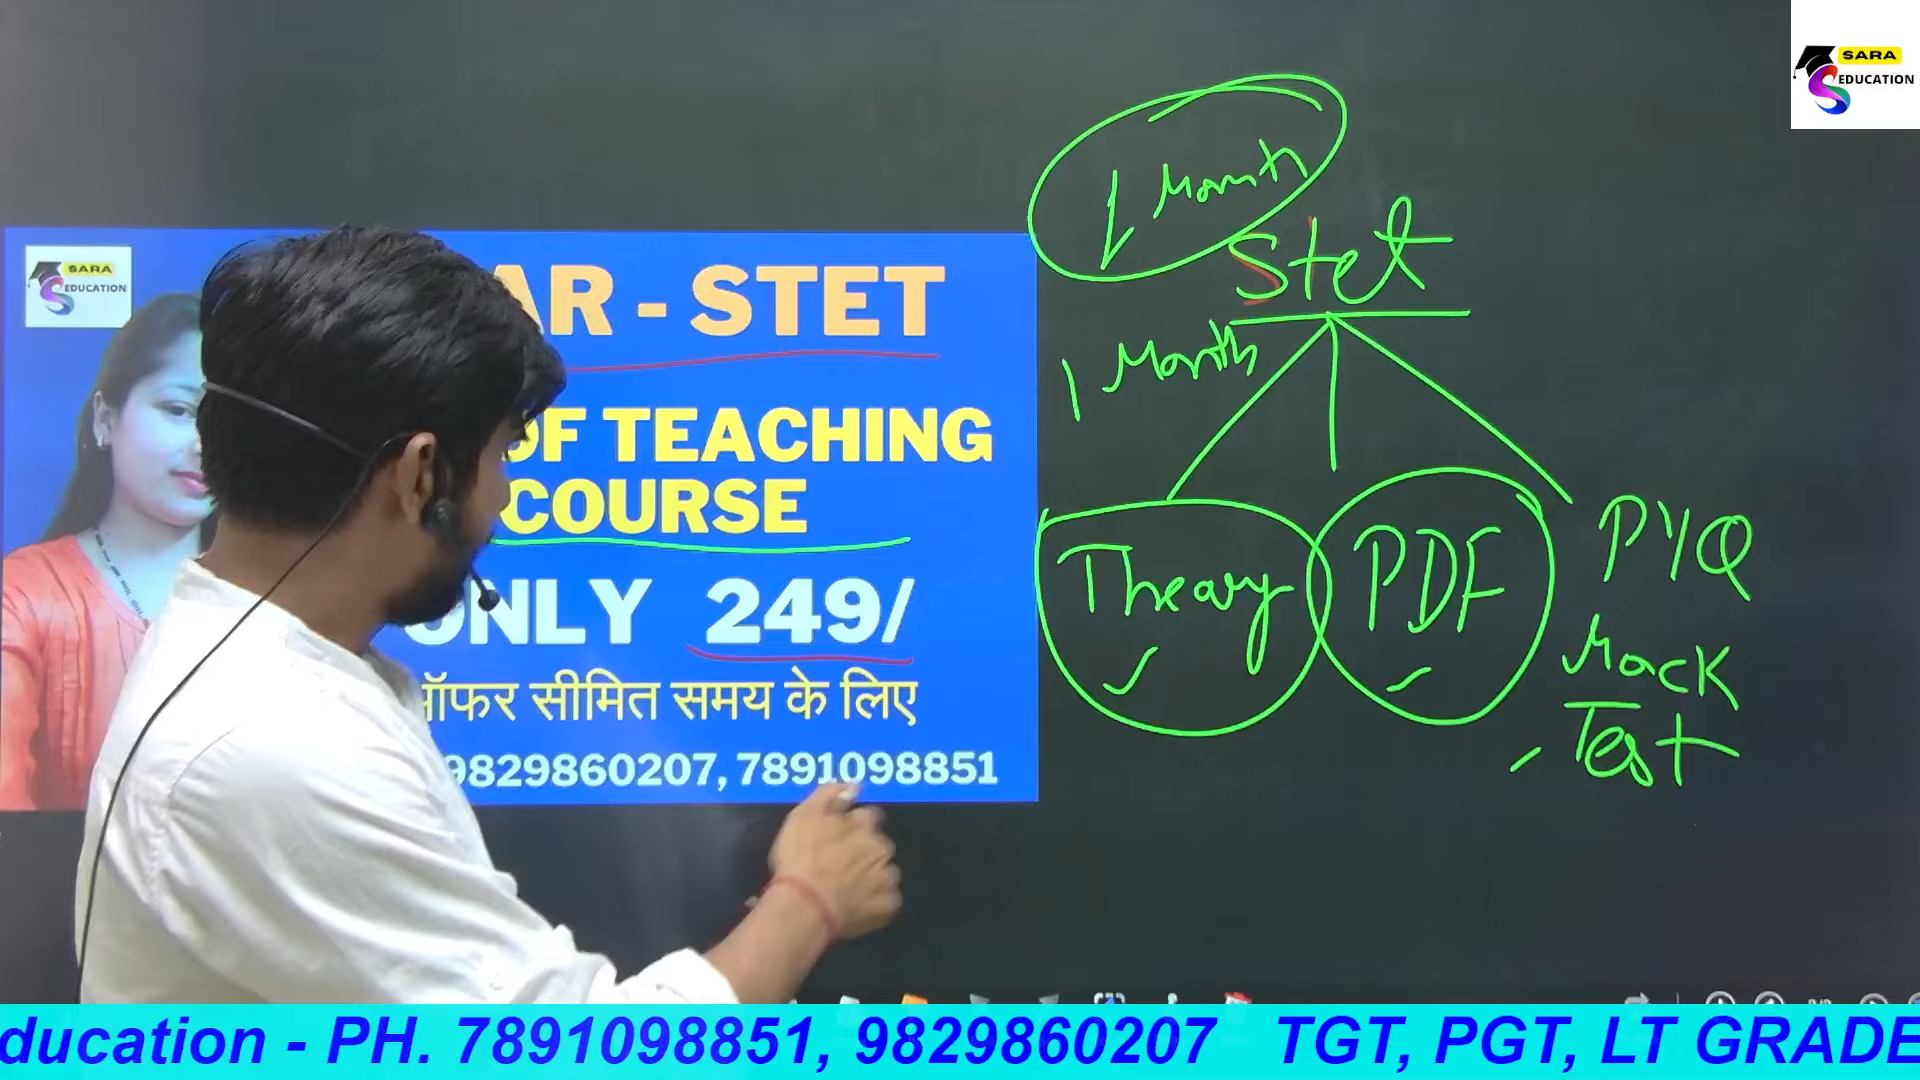 SARA
EDUCATION
1 Month
Stet
1 Month
Theory
PDF
PYQ
Mock
Test
SARA
EDUCATION
AR - STET
OF TEACHING
COURSE
ONLY 249/
ऑफर सीमित समय के लिए
9829860207, 7891098851
ducation - PH. 7891098851, 9829860207 TGT, PGT, LT GRADE